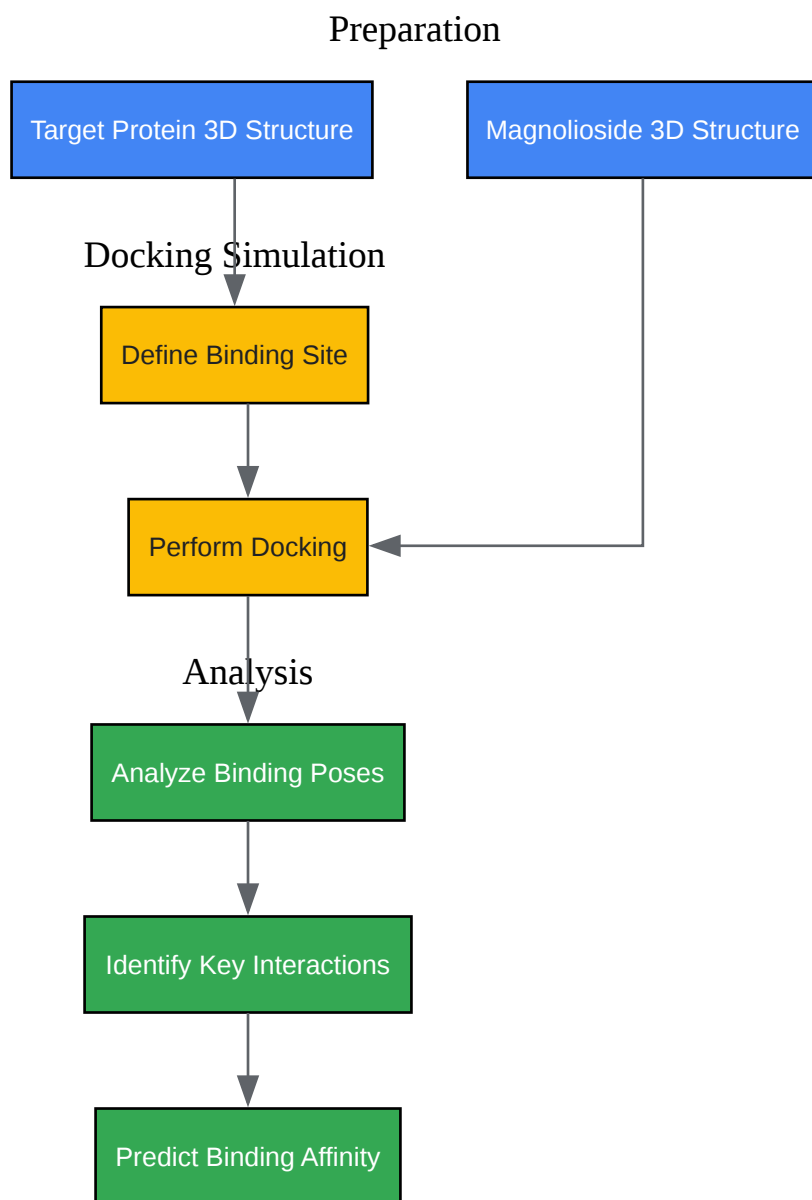 Preparation
Target Protein 3D Structure
Magnolioside 3D Structure
Docking Simulation
Define Binding Site
Perform Docking
Analysis
Analyze Binding Poses
Identify Key Interactions
Predict Binding Affinity